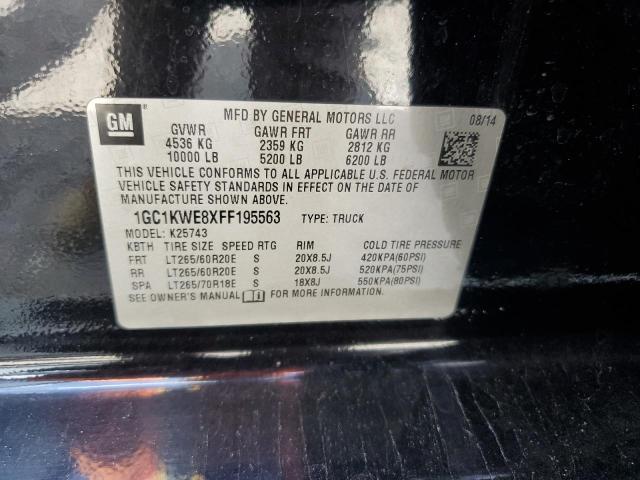 GM
MFD BY GENERAL MOTORS LLC 08/14
GVWR GAWR FRT GAWR RR
4536 KG 2359 KG 2812 KG
10000 LB 5200 LB 6200 LB
THIS VEHICLE CONFORMS TO ALL APPLICABLE U.S. FEDERAL MOTOR
VEHICLE SAFETY STANDARDS IN EFFECT ON THE DATE OF
MANUFACTURE SHOWN ABOVE.
1GC1KWE8XFF195563 TYPE: TRUCK
MODEL: K25743
KBTH TIRE SIZE SPEED RTG RIM COLD TIRE PRESSURE
FRT LT265/60R20E S 20X8.5J 420KPA(60PSI)
RR LT265/60R20E S 20X8.5J 520KPA(75PSI)
SPA LT265/70R18E S 18X8J 550KPA(80PSI)
SEE OWNER'S MANUAL FOR MORE INFORMATION.